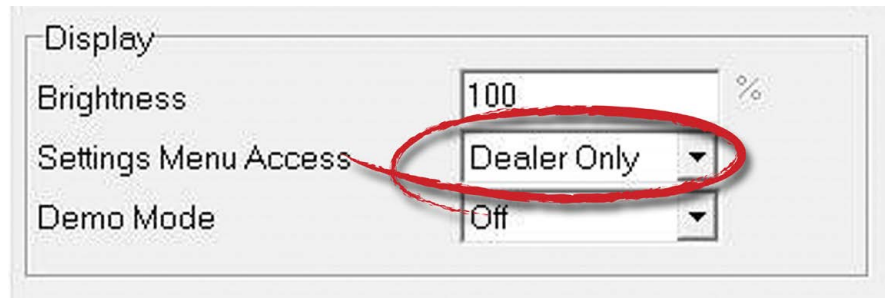 Display
Brightness 100 %
Settings Menu Access Dealer Only
Demo Mode Off